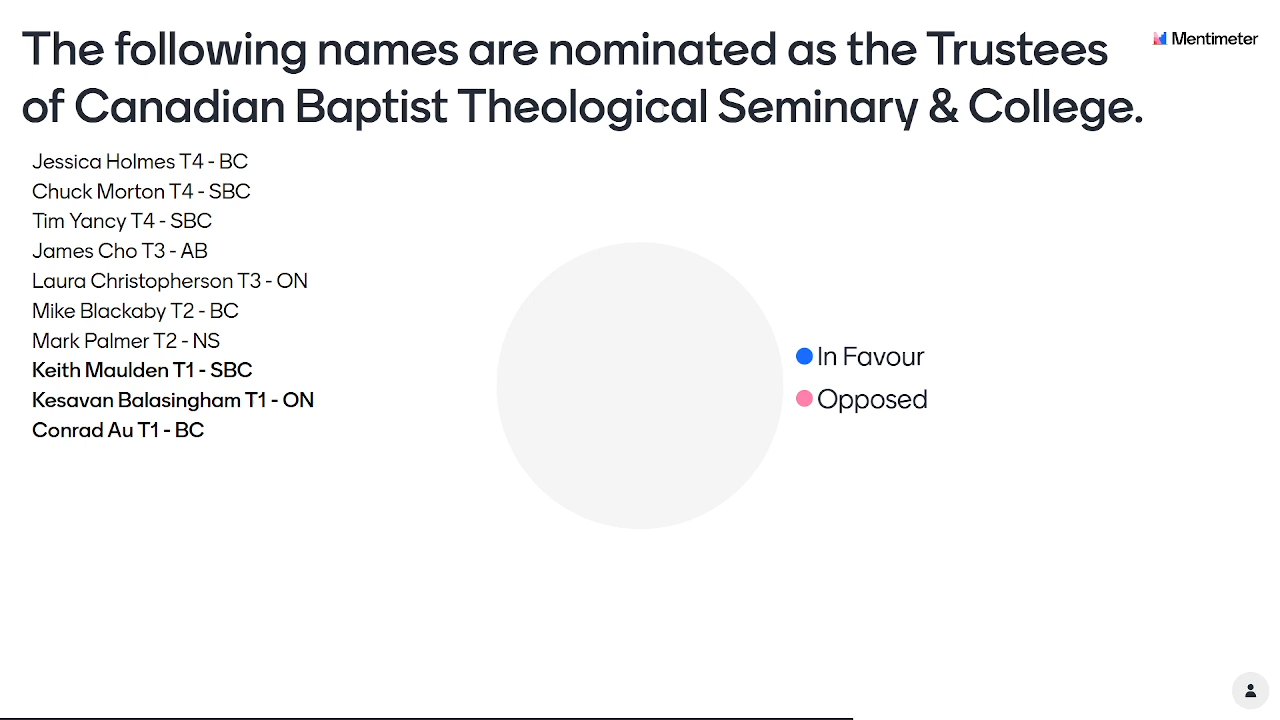 The following names are nominated as the Trustees
of Canadian Baptist Theological Seminary & College.
Mentimeter
Jessica Holmes T4 - BC
Chuck Morton T4 - SBC
Tim Yancy T4 - SBC
James Cho T3 - AB
Laura Christopherson T3 - ON
Mike Blackaby T2 - BC
Mark Palmer T2 - NS
Keith Maulden T1 - SBC
Kesavan Balasingham T1 - ON
Conrad Au T1 - BC
In Favour
Opposed